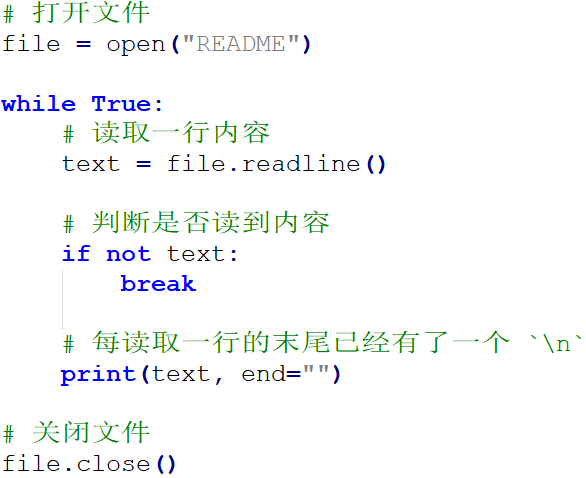 # 打开文件
file = open("README")
while True:
    # 读取一行内容
    text = file.readline()
    # 判断是否读到内容
    if not text:
        break
    # 每读取一行的末尾已经有了一个 `\n`
    print(text, end="")
# 关闭文件
file.close()